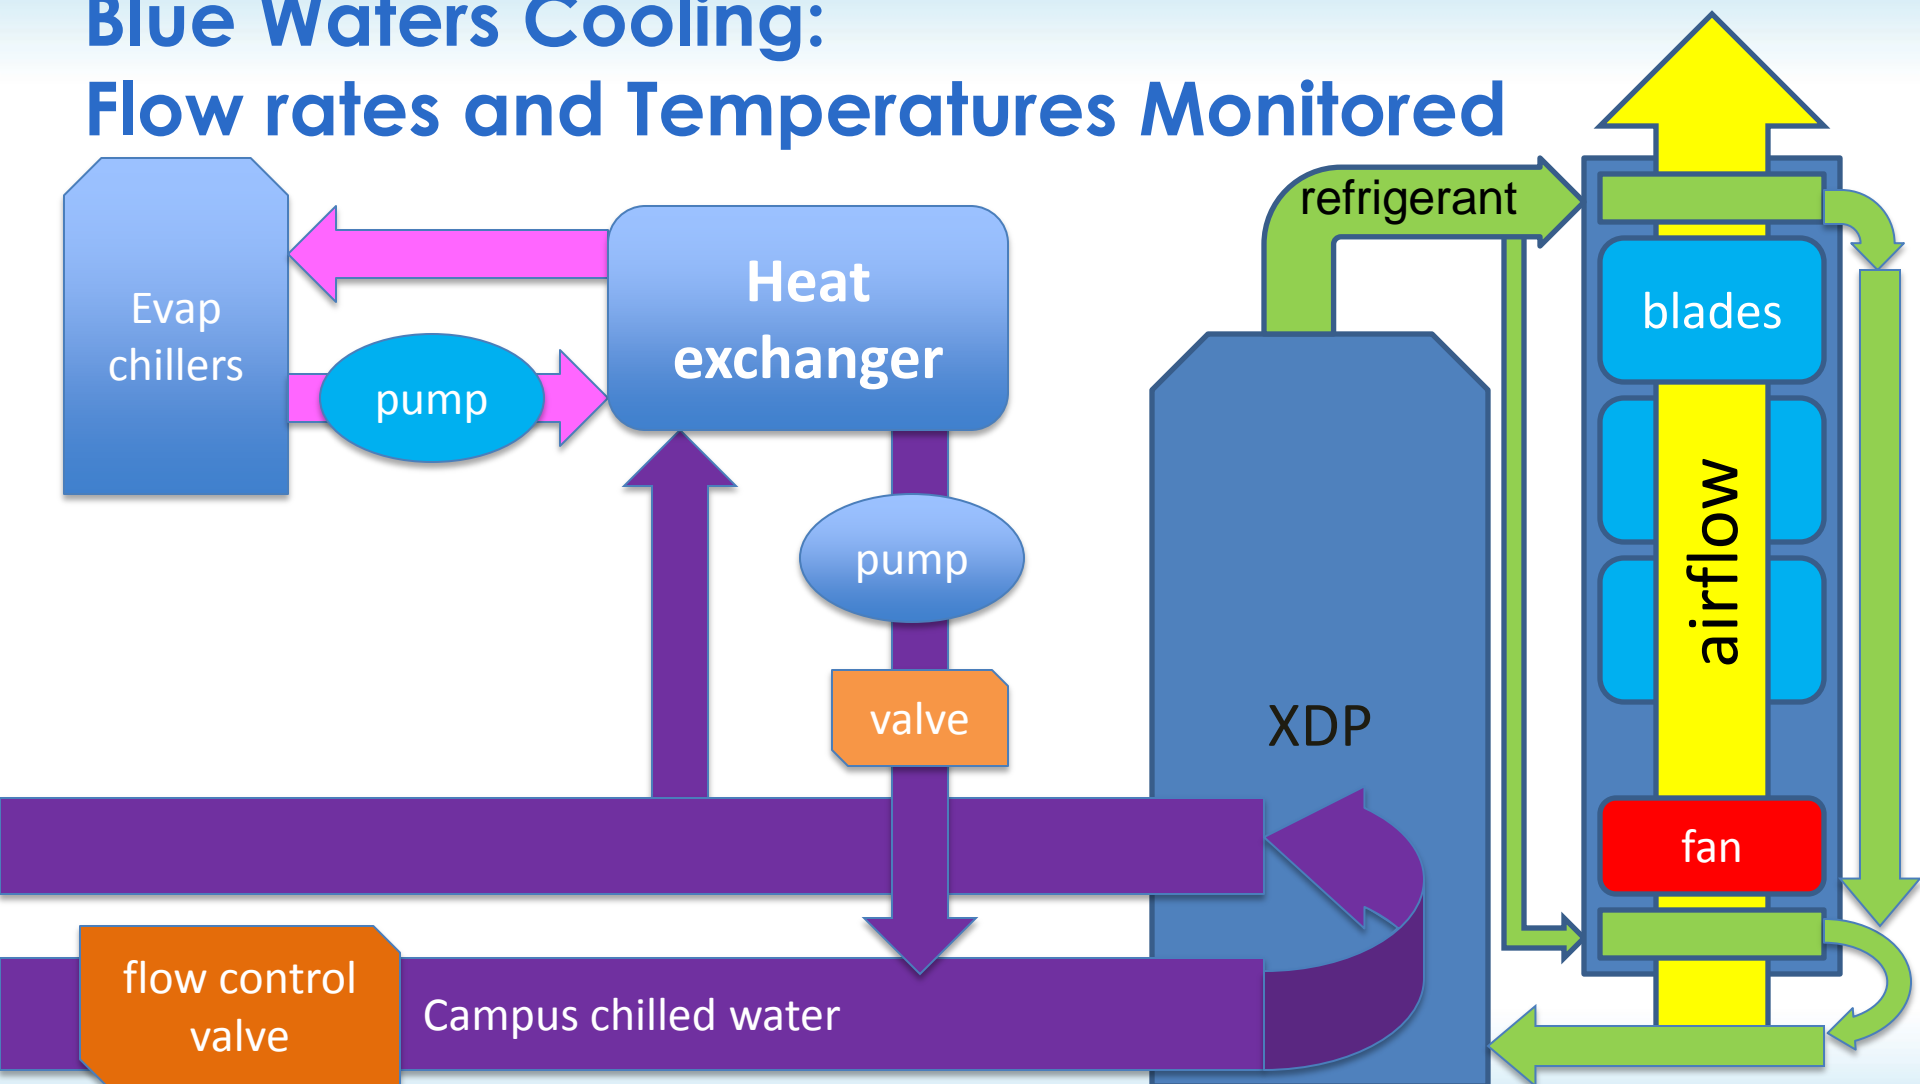 Blue Waters Cooling:
Flow rates and Temperatures Monitored
refrigerant
Evap
chillers
Heat
exchanger
blades
pump
pump
airflow
valve
XDP
fan
flow control
valve
Campus chilled water